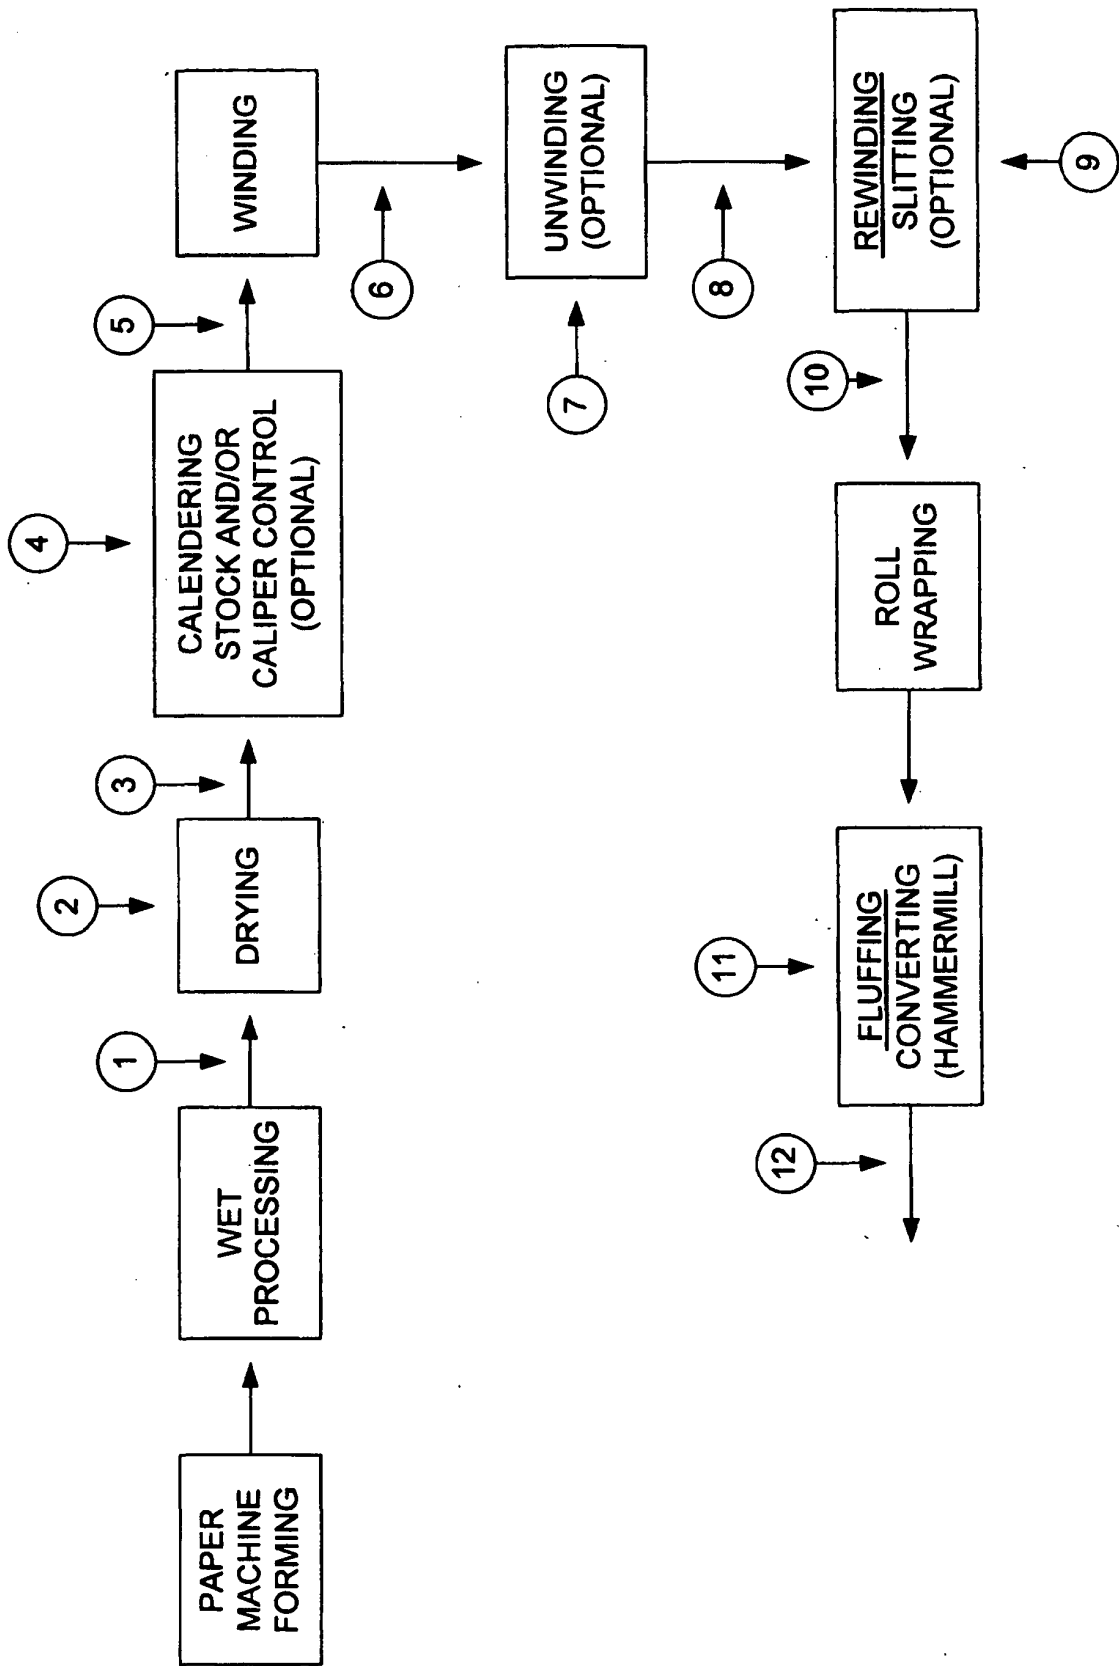 PAPER
MACHINE
FORMING
WET
PROCESSING
1
DRYING
2
3
CALENDERING
STOCK AND/OR
CALIPER CONTROL
(OPTIONAL)
4
5
WINDING
6
UNWINDING
(OPTIONAL)
7
8
REWINDING
SLITTING
(OPTIONAL)
9
10
ROLL
WRAPPING
FLUFFING
CONVERTING
(HAMMERMILL)
11
12